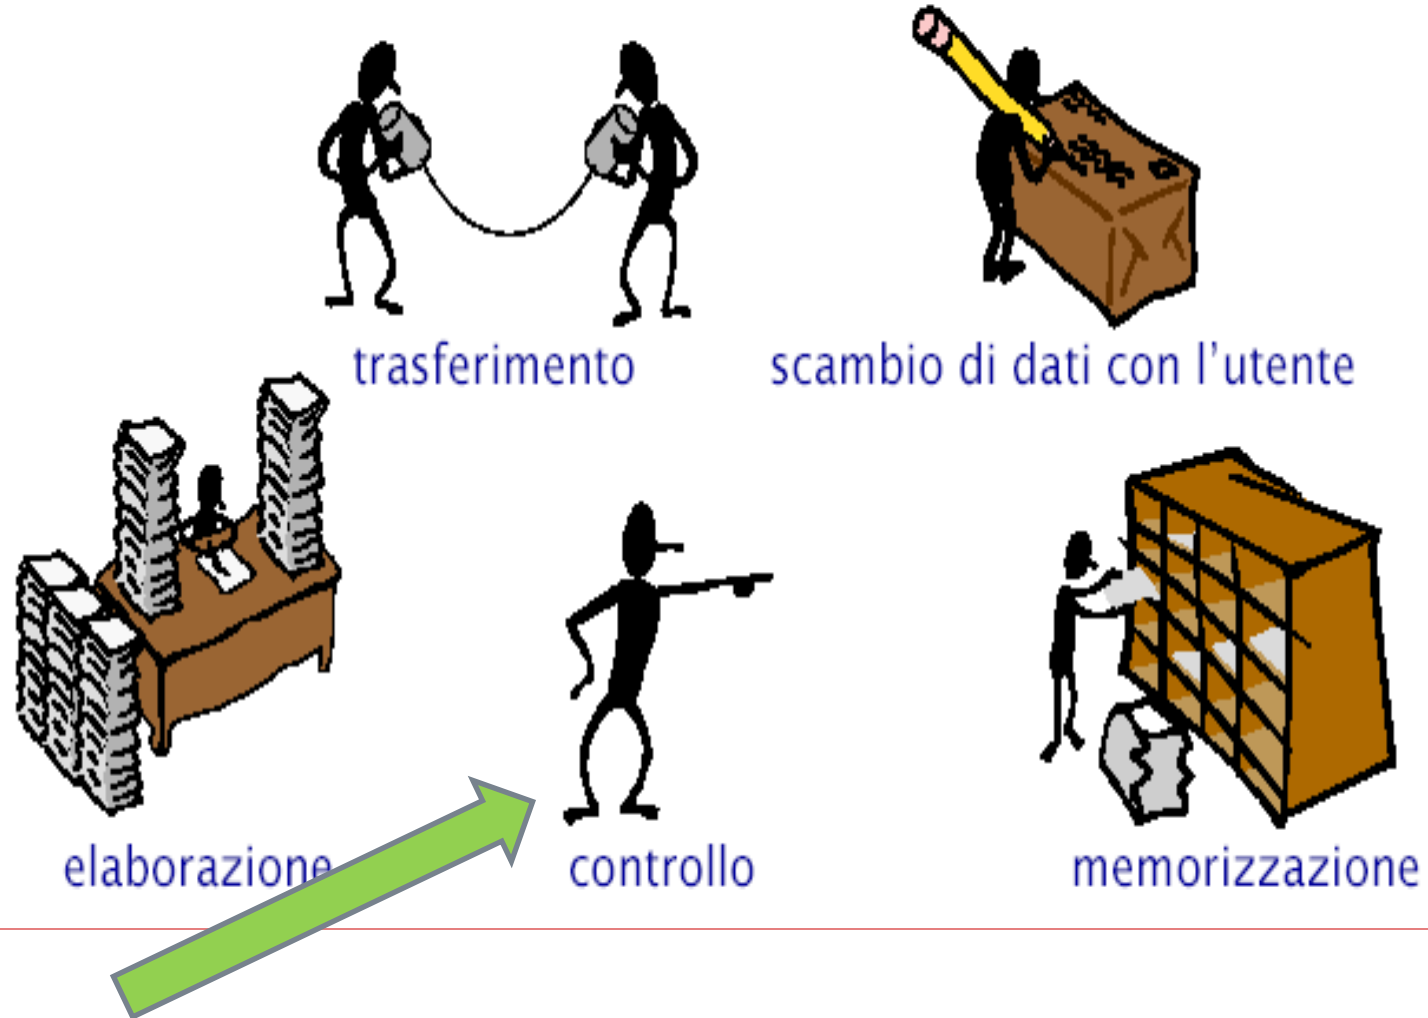 trasferimento
scambio di dati con l'utente
elaborazione
controllo
memorizzazione